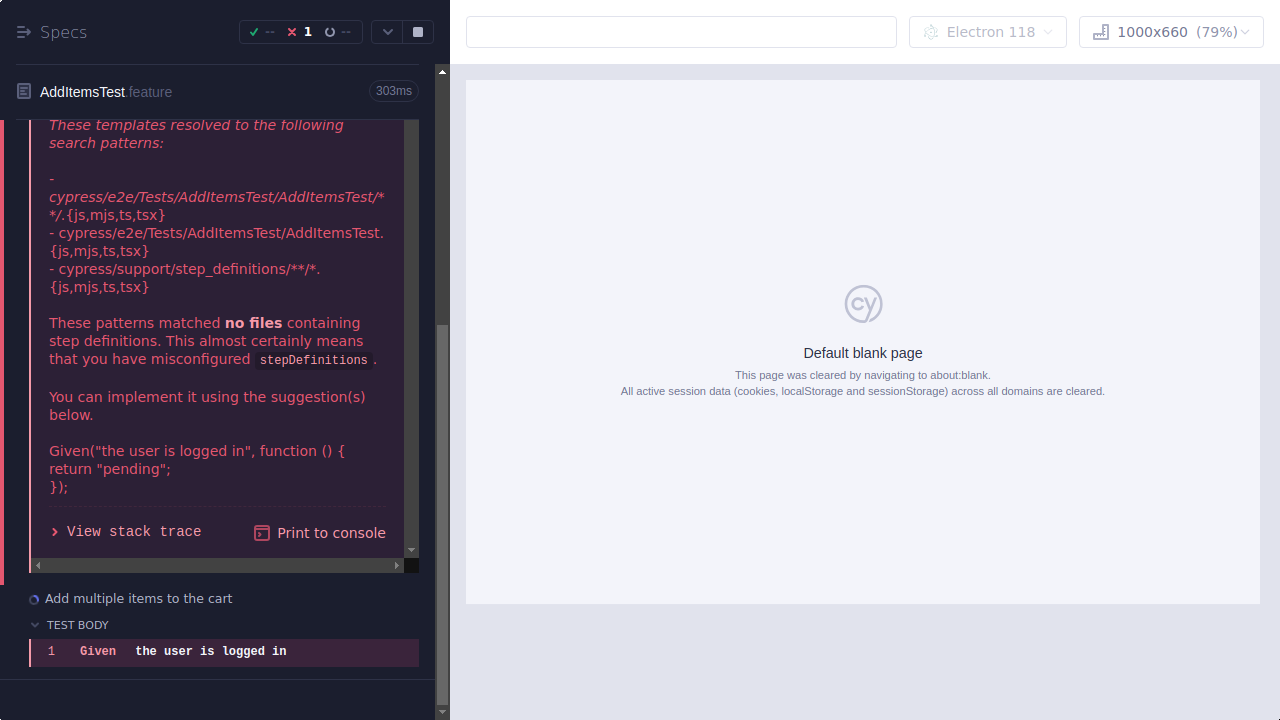 Specs
-- 1 --
Electron 118
1000x660 (79%)
AddItemsTest.feature
303ms
These templates resolved to the following
search patterns:
-
cypress/e2e/Tests/AddItemsTest/AddItemsTest/*
*/.{js,mjs,ts,tsx}
- cypress/e2e/Tests/AddItemsTest/AddItemsTest.
{js,mjs,ts,tsx}
- cypress/support/step_definitions/**/*.
{js,mjs,ts,tsx}
These patterns matched no files containing
step definitions. This almost certainly means
that you have misconfigured stepDefinitions.
You can implement it using the suggestion(s)
below.
Given("the user is logged in", function () {
return "pending";
});
View stack trace
Print to console
Add multiple items to the cart
TEST BODY
1 Given the user is logged in
cy
Default blank page
This page was cleared by navigating to about:blank.
All active session data (cookies, localStorage and sessionStorage) across all domains are cleared.